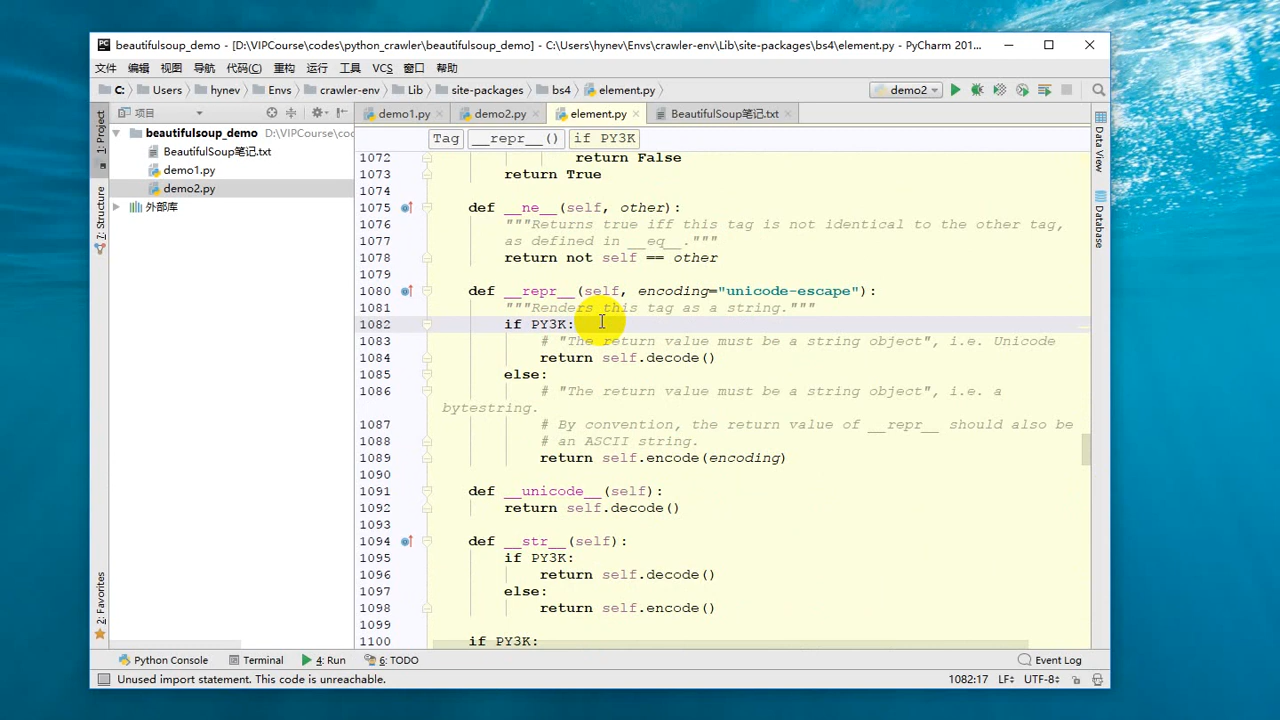 beautifulsoup_demo - [D:\VIPCourse\codes\python_crawler\beautifulsoup_demo] - C:\Users\hynev\Envs\crawler-env\Lib\site-packages\bs4\element.py - PyCharm 201...
文件 编辑 视图 导航 代码(C) 重构 运行 工具 VCS 窗口 帮助
C: Users hynev Envs crawler-env Lib site-packages bs4 element.py demo2
项目 demo1.py demo2.py element.py BeautifulSoup笔记.txt
Tag __repr__() if PY3K
beautifulsoup_demo D:\VIPCourse\coc
BeautifulSoup笔记.txt
demo1.py
demo2.py
外部库
1: Project
7: Structure
2: Favorites
Data View
Database
1072 return False
1073 return True
1074
1075 def __ne__(self, other):
1076 """Returns true iff this tag is not identical to the other tag,
1077 as defined in __eq__."""
1078 return not self == other
1079
1080 def __repr__(self, encoding="unicode-escape"):
1081 """Renders this tag as a string."""
1082 if PY3K:
1083 # "The return value must be a string object", i.e. Unicode
1084 return self.decode()
1085 else:
1086 # "The return value must be a string object", i.e. a
bytestring.
1087 # By convention, the return value of __repr__ should also be
1088 # an ASCII string.
1089 return self.encode(encoding)
1090
1091 def __unicode__(self):
1092 return self.decode()
1093
1094 def __str__(self):
1095 if PY3K:
1096 return self.decode()
1097 else:
1098 return self.encode()
1099
1100 if PY3K:
Python Console Terminal 4: Run 6: TODO Event Log
Unused import statement. This code is unreachable. 1082:17 LF UTF-8